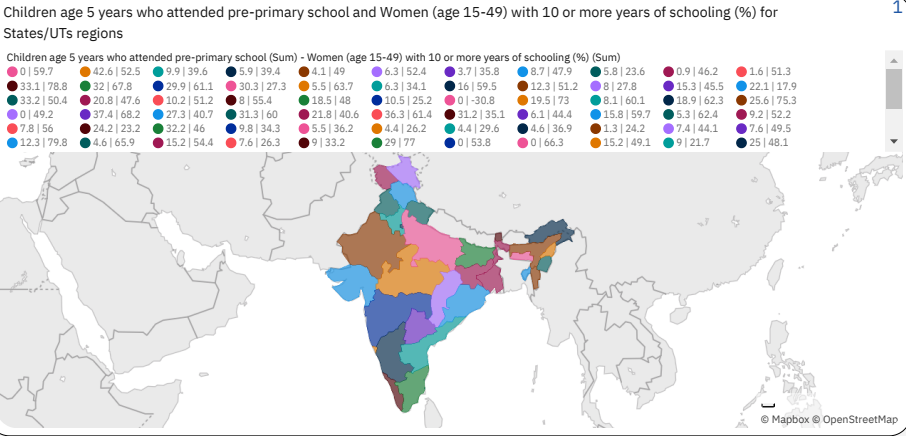 Children age 5 years who attended pre-primary school and Women (age 15-49) with 10 or more years of schooling (%) for
States/UTs regions
1
Children age 5 years who attended pre-primary school (Sum) - Women (age 15-49) with 10 or more years of schooling (%) (Sum)
0 | 59.7 42.6 | 52.5 9.9 | 39.6 5.9 | 39.4 4.1 | 49 6.3 | 52.4 3.7 | 35.8 8.7 | 47.9 5.8 | 23.6 0.9 | 46.2 1.6 | 51.3
33.1 | 78.8 32 | 67.8 29.9 | 61.1 30.3 | 27.3 5.5 | 63.7 6.3 | 34.1 16 | 59.5 12.3 | 51.2 8 | 27.8 15.3 | 45.5 22.1 | 17.9
33.2 | 50.4 20.8 | 47.6 10.2 | 51.2 8 | 55.4 18.5 | 48 10.5 | 25.2 0 | -30.8 19.5 | 73 8.1 | 60.1 18.9 | 62.3 25.6 | 75.3
0 | 49.2 37.4 | 68.2 27.3 | 40.7 31.3 | 60 21.8 | 40.6 36.3 | 61.4 6.1 | 44.4 15.8 | 59.7 5.3 | 62.4 9.2 | 52.2
7.8 | 56 24.2 | 23.2 32.2 | 46 9.8 | 34.3 5.5 | 36.2 4.4 | 26.2 31.2 | 35.1 4.6 | 36.9 1.3 | 24.2 7.4 | 44.1 7.6 | 49.5
12.3 | 79.8 4.6 | 65.9 15.2 | 54.4 7.6 | 26.3 9 | 33.2 29 | 77 4.4 | 29.6 0 | 53.8 0 | 66.3 15.2 | 49.1 9 | 21.7 25 | 48.1
© Mapbox © OpenStreetMap